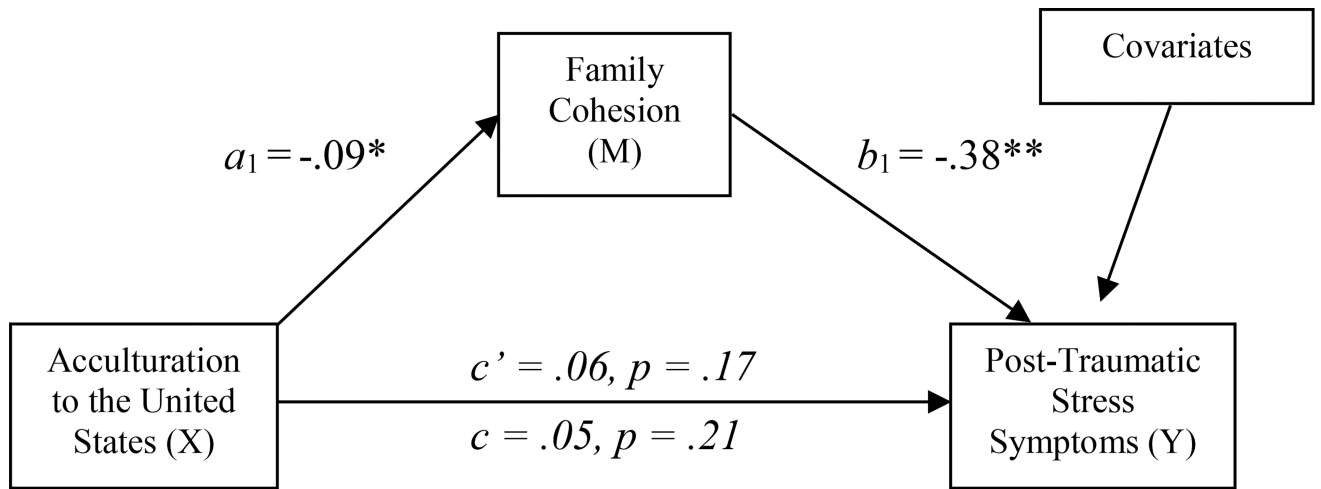 Covariates
Family
Cohesion
(M)
a₁ = -.09*
b₁ = -.38**
Acculturation
to the United
States (X)
c’ = .06, p = .17
c = .05, p = .21
Post-Traumatic
Stress
Symptoms (Y)